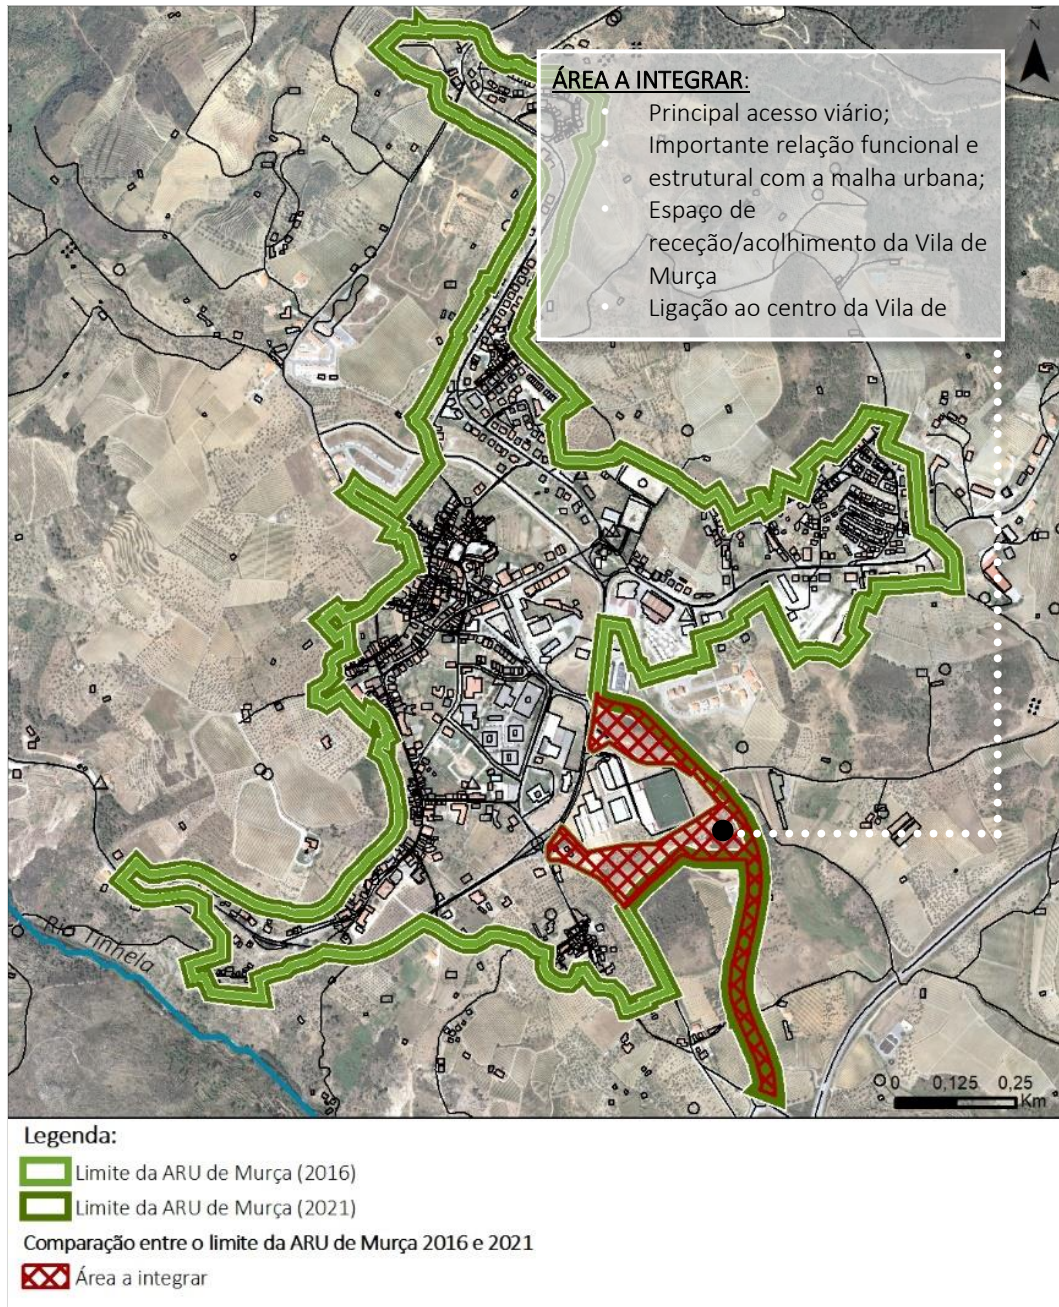 N
ÁREA A INTEGRAR:
Principal acesso viário;
Importante relação funcional e
estrutural com a malha urbana;
Espaço de
receção/acolhimento da Vila de
Murça
Ligação ao centro da Vila de
Rio Tinhela
0 0,125 0,25
Km
Legenda:
Limite da ARU de Murça (2016)
Limite da ARU de Murça (2021)
Comparação entre o limite da ARU de Murça 2016 e 2021
Área a integrar